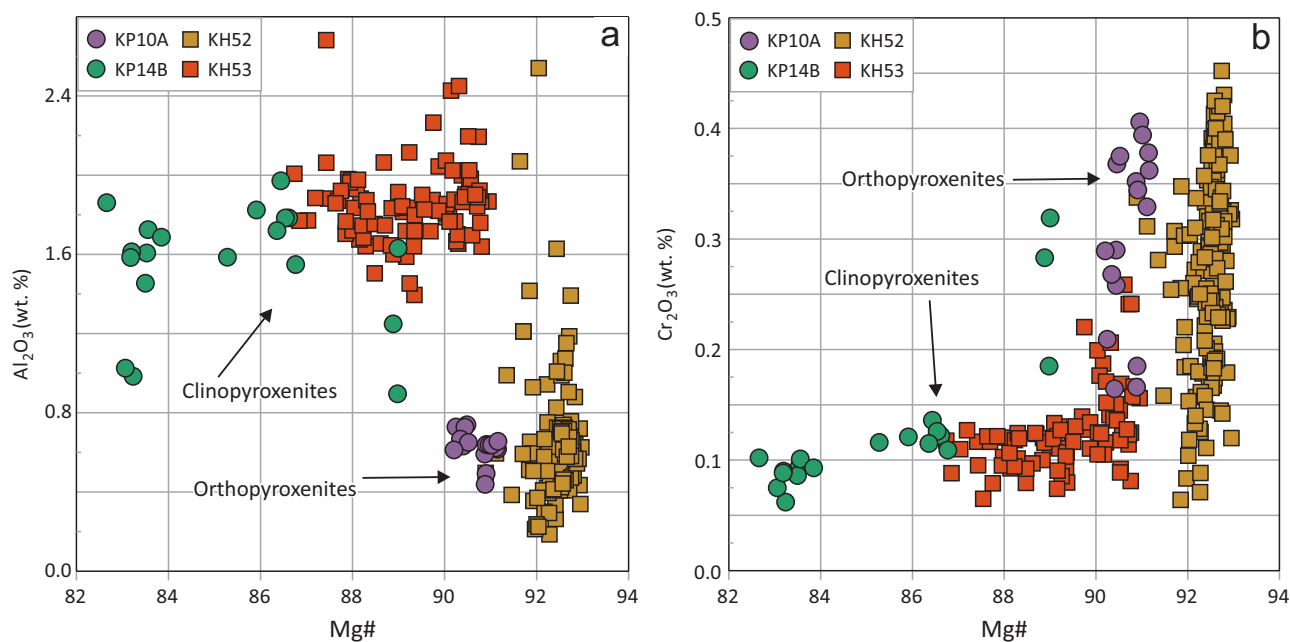 a
KP10A KH52
KP14B KH53
2.4
1.6
0.8
0.0
Al₂O₃ (wt. %)
Clinopyroxenites
Orthopyroxenites
82 84 86 88 90 92 94
Mg#
b
KP10A KH52
KP14B KH53
0.5
0.4
0.3
0.2
0.1
0.0
Cr₂O₃ (wt. %)
Orthopyroxenites
Clinopyroxenites
82 84 86 88 90 92 94
Mg#